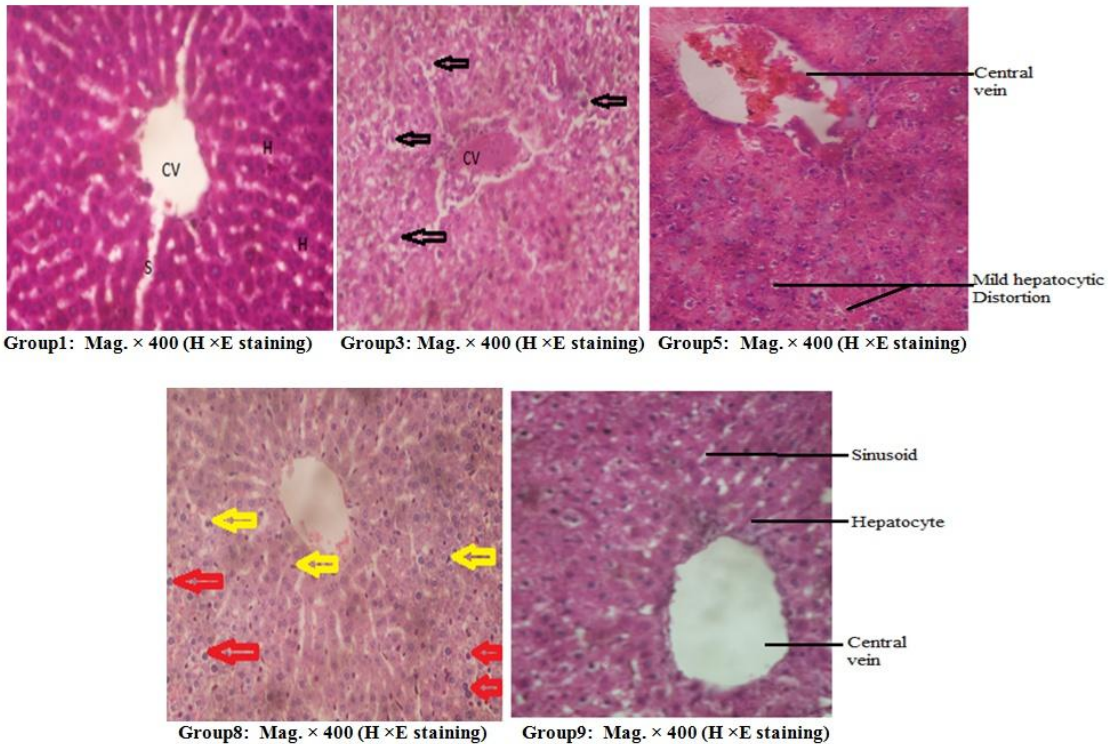 CV
H
H
S
Group1: Mag. × 400 (H ×E staining)
CV
Group3: Mag. × 400 (H ×E staining)
Central
vein
Mild hepatocytic
Distortion
Group5: Mag. × 400 (H ×E staining)
Group8: Mag. × 400 (H ×E staining)
Sinusoid
Hepatocyte
Central
vein
Group9: Mag. × 400 (H ×E staining)